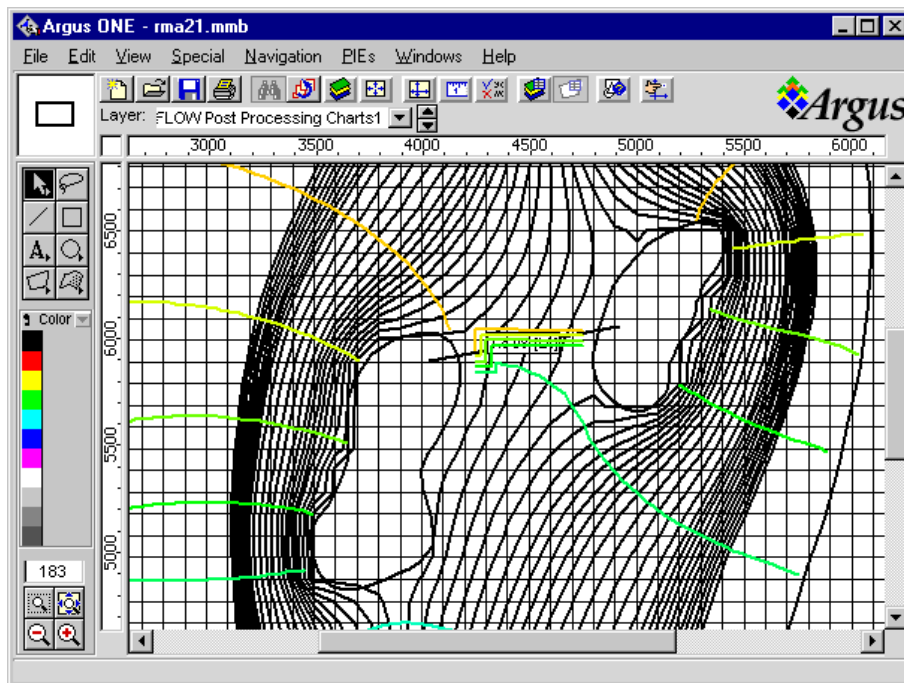 Argus ONE - rma21.mmb
File Edit View Special Navigation PIEs Windows Help
Layer: FLOW Post Processing Charts1
Argus
3000 3500 4000 4500 5000 5500 6000
6500
6000
5500
5000
A
Color
183